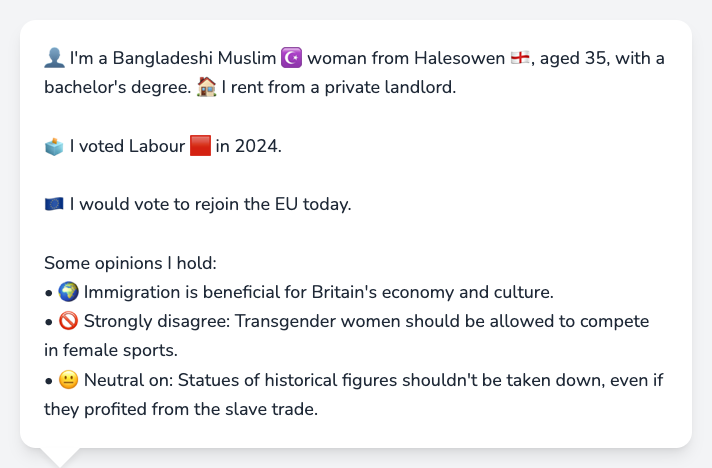 👤 I'm a Bangladeshi Muslim ☪️ woman from Halesowen 🏴󠁧󠁢󠁥󠁮󠁧󠁿, aged 35, with a
bachelor's degree. 🏠 I rent from a private landlord.
🗳️ I voted Labour 🟥 in 2024.
🇪🇺 I would vote to rejoin the EU today.
Some opinions I hold:
• 🌍 Immigration is beneficial for Britain's economy and culture.
• 🚫 Strongly disagree: Transgender women should be allowed to compete
in female sports.
• 😐 Neutral on: Statues of historical figures shouldn't be taken down, even if
they profited from the slave trade.